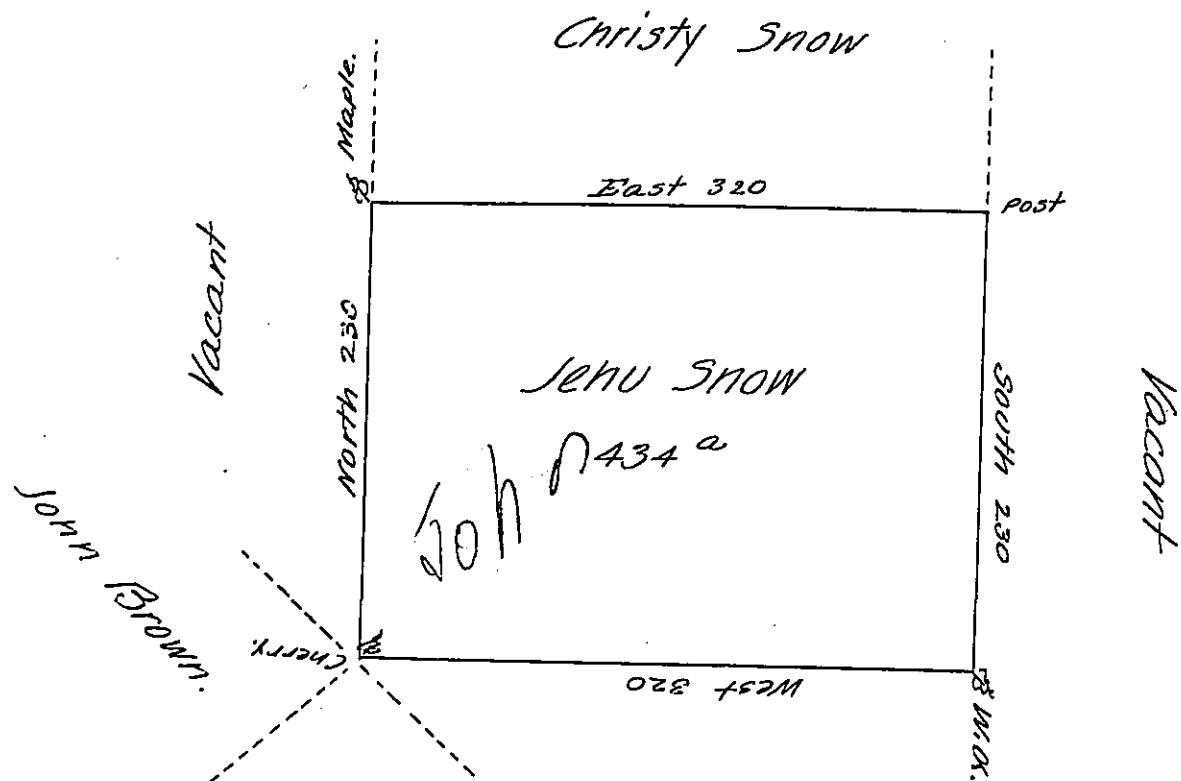 Christy Snow
Maple.
East 320
Post
Vacant
North 230
Jehu Snow
434 a
John
South 230
Vacant
John Brown.
Cherry.
West 320
W.O.